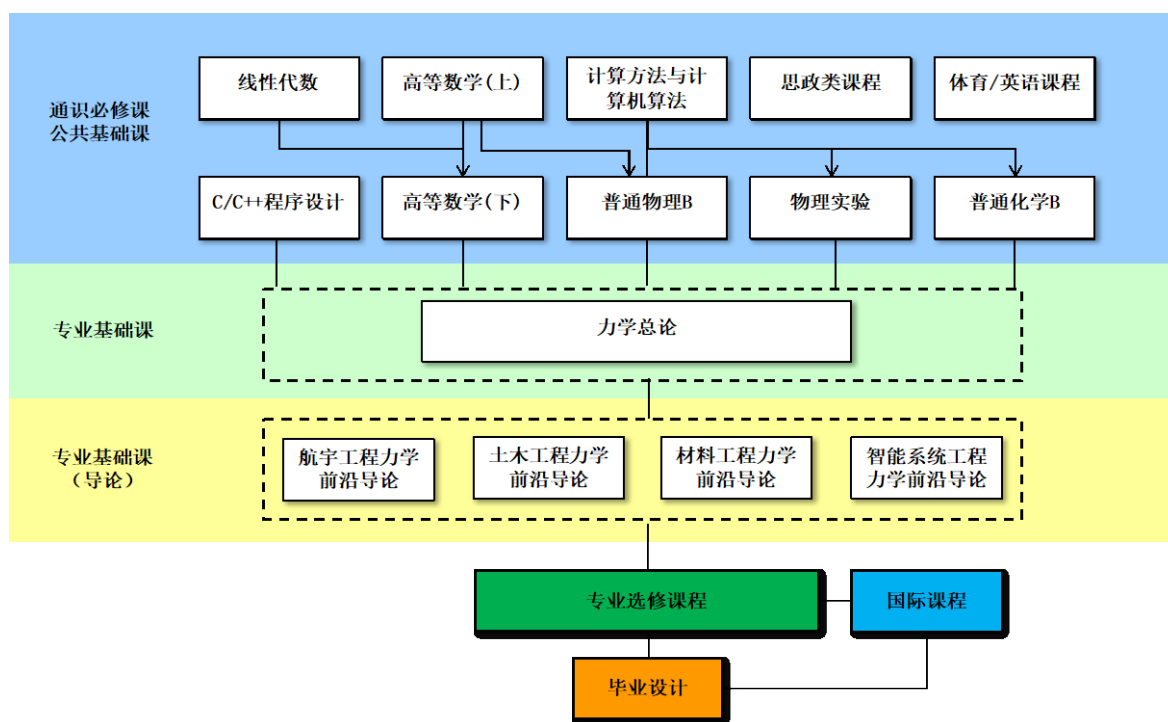 通识必修课
公共基础课
线性代数
高等数学(上)
计算方法与计
算机算法
思政类课程
体育/英语课程
C/C++程序设计
高等数学(下)
普通物理B
物理实验
普通化学B
专业基础课
力学总论
专业基础课
（导论）
航宇工程力学
前沿导论
土木工程力学
前沿导论
材料工程力学
前沿导论
智能系统工程
力学前沿导论
专业选修课程
国际课程
毕业设计